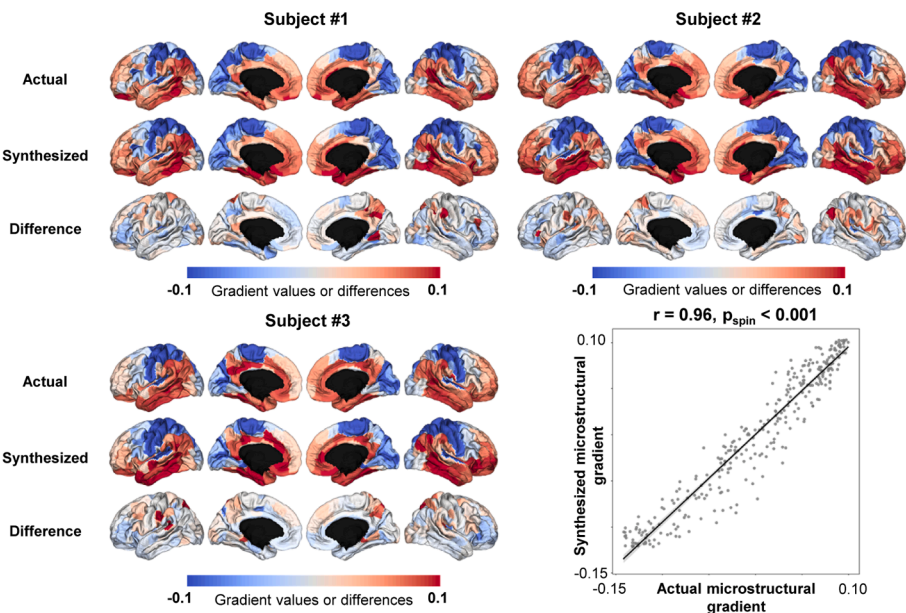 Subject #1
Actual
Synthesized
Difference
-0.1 Gradient values or differences 0.1
Subject #2
-0.1 Gradient values or differences 0.1
Subject #3
Actual
Synthesized
Difference
-0.1 Gradient values or differences 0.1
r = 0.96, pspin < 0.001
Synthesized microstructural
gradient
0.10
-0.15
-0.15 0.10
Actual microstructural
gradient